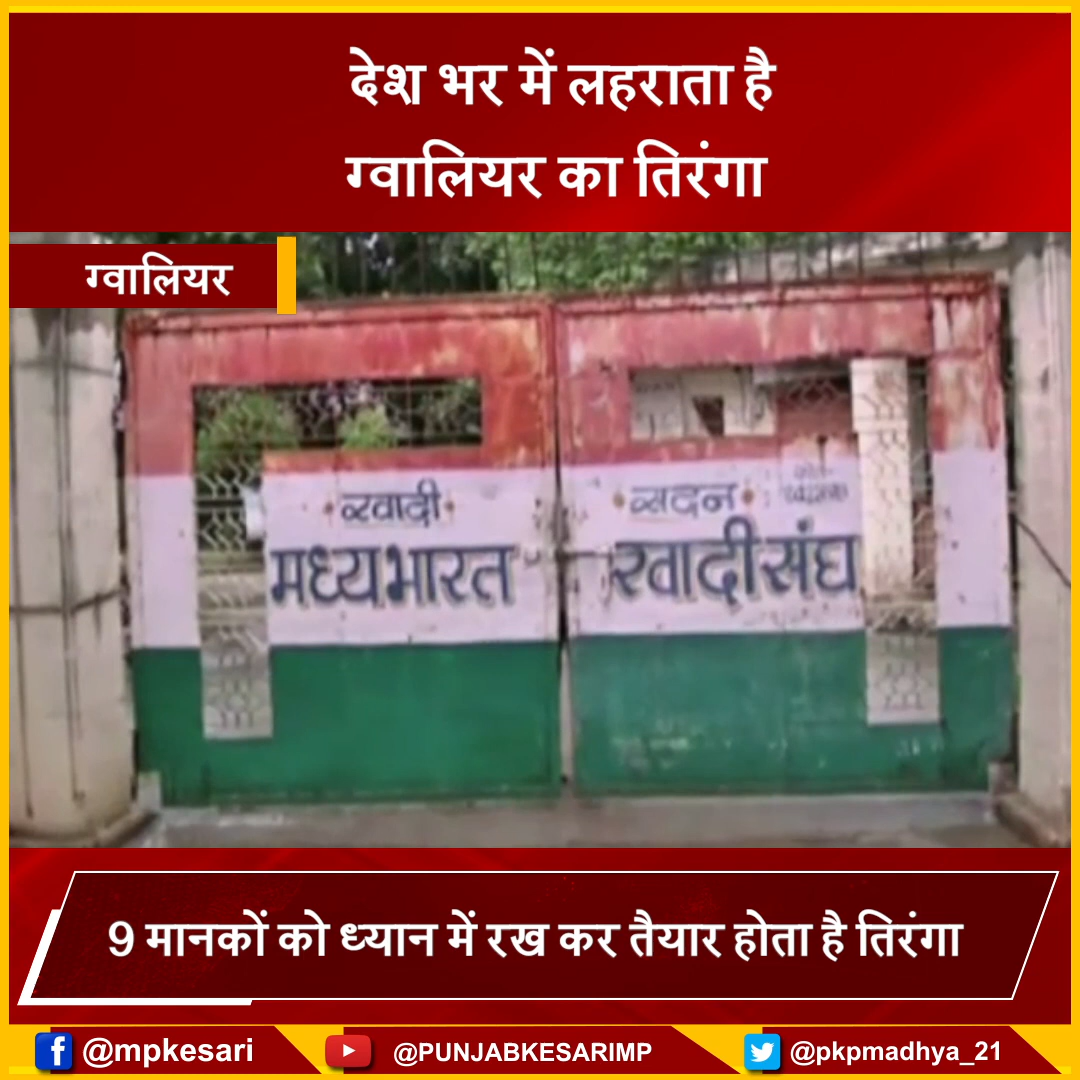 देश भर में लहराता है
ग्वालियर का तिरंगा
ग्वालियर
खादी सदन
मध्यभारत खादी संघ
9 मानकों को ध्यान में रख कर तैयार होता है तिरंगा
@mpkesari @PUNJABKESARIMP @pkpmadhya_21